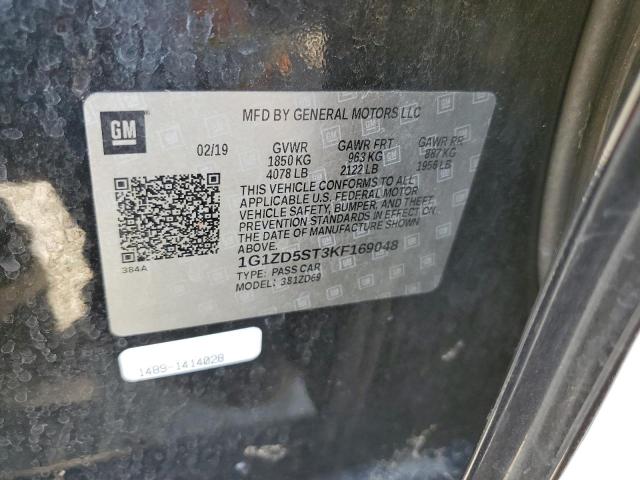 GM
MFD BY GENERAL MOTORS LLC
02/19 GVWR GAWR FRT GAWR RR
1850 KG 963 KG 887 KG
4078 LB 2122 LB 1956 LB
THIS VEHICLE CONFORMS TO ALL
APPLICABLE U.S. FEDERAL MOTOR
VEHICLE SAFETY, BUMPER, AND THEFT
PREVENTION STANDARDS IN EFFECT ON
THE DATE OF MANUFACTURE SHOWN
ABOVE.
1G1ZD5ST3KF169048
TYPE: PASS CAR
MODEL: 381ZD69
384A
1489-1414028